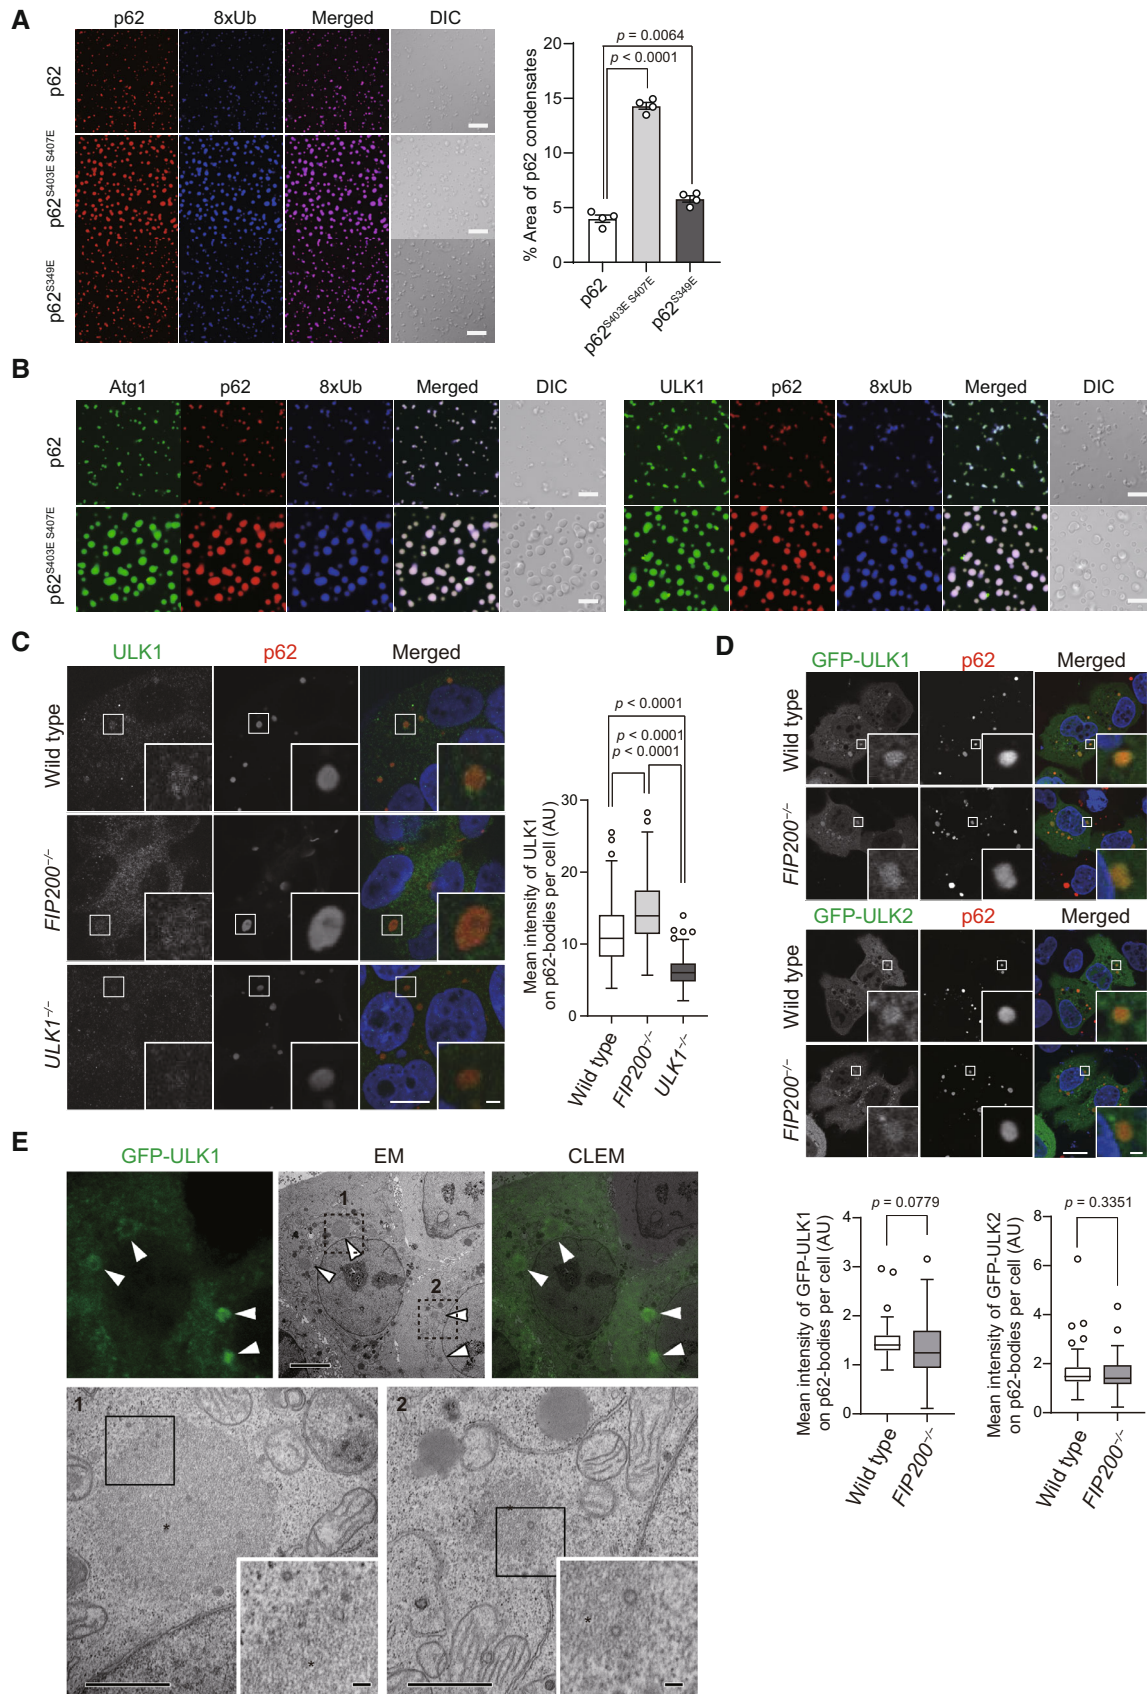 A
p62 8xUb Merged DIC
p62
p62S403E S407E
p62S349E
% Area of p62 condensates
20
15
10
5
0
p = 0.0064
p < 0.0001
p62
p62S403E S407E
p62S349E
B
Atg1 p62 8xUb Merged DIC
ULK1 p62 8xUb Merged DIC
p62
p62S403E S407E
C
ULK1 p62 Merged
Wild type
FIP200−/−
ULK1−/−
Mean intensity of ULK1
on p62-bodies per cell (AU)
30
20
10
0
p < 0.0001
p < 0.0001
p < 0.0001
Wild type
FIP200−/−
ULK1−/−
D
GFP-ULK1 p62 Merged
Wild type
FIP200−/−
GFP-ULK2 p62 Merged
Wild type
FIP200−/−
Mean intensity of GFP-ULK1
on p62-bodies per cell (AU)
4
3
2
1
0
p = 0.0779
Wild type
FIP200−/−
Mean intensity of GFP-ULK2
on p62-bodies per cell (AU)
8
6
4
2
0
p = 0.3351
Wild type
FIP200−/−
E
GFP-ULK1 EM CLEM
1
2
1
*
*
2
*
*